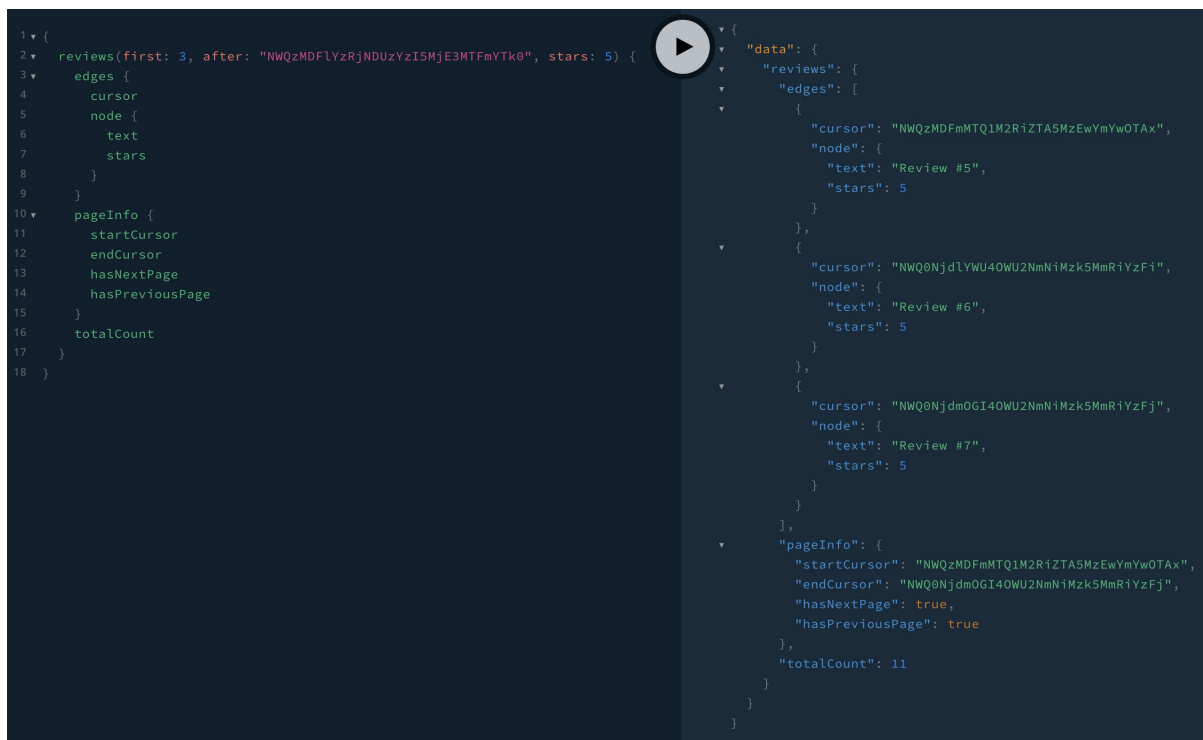 1 {
2 reviews(first: 3, after: "NWQzMDFlYzRjNDUzYzI5MjE3MTFmYTk0", stars: 5) {
3 edges {
4 cursor
5 node {
6 text
7 stars
8 }
9 }
10 pageInfo {
11 startCursor
12 endCursor
13 hasNextPage
14 hasPreviousPage
15 }
16 totalCount
17 }
18 }
{
"data": {
"reviews": {
"edges": [
{
"cursor": "NWQzMDFmMTQ1M2RiZTA5MzEwYmYwOTAx",
"node": {
"text": "Review #5",
"stars": 5
}
},
{
"cursor": "NWQ0NjdlYWU4OWU2NmNiMzk5MmRiYzFi",
"node": {
"text": "Review #6",
"stars": 5
}
},
{
"cursor": "NWQ0NjdmOGI4OWU2NmNiMzk5MmRiYzFj",
"node": {
"text": "Review #7",
"stars": 5
}
}
],
"pageInfo": {
"startCursor": "NWQzMDFmMTQ1M2RiZTA5MzEwYmYwOTAx",
"endCursor": "NWQ0NjdmOGI4OWU2NmNiMzk5MmRiYzFj",
"hasNextPage": true,
"hasPreviousPage": true
},
"totalCount": 11
}
}
}